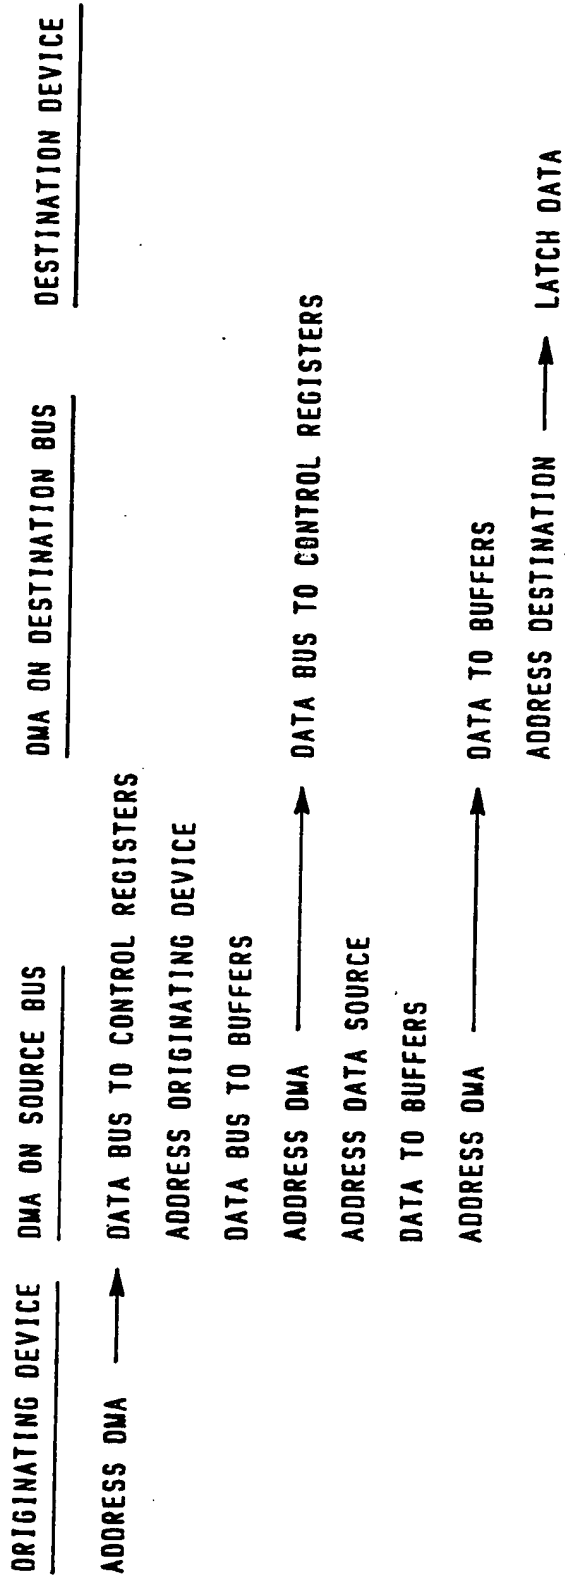 ORIGINATING DEVICE DMA ON SOURCE BUS DMA ON DESTINATION BUS DESTINATION DEVICE
ADDRESS DMA DATA BUS TO CONTROL REGISTERS
ADDRESS ORIGINATING DEVICE
DATA BUS TO BUFFERS
ADDRESS DMA DATA BUS TO CONTROL REGISTERS
ADDRESS DATA SOURCE
DATA TO BUFFERS
ADDRESS DMA DATA TO BUFFERS
ADDRESS DESTINATION LATCH DATA